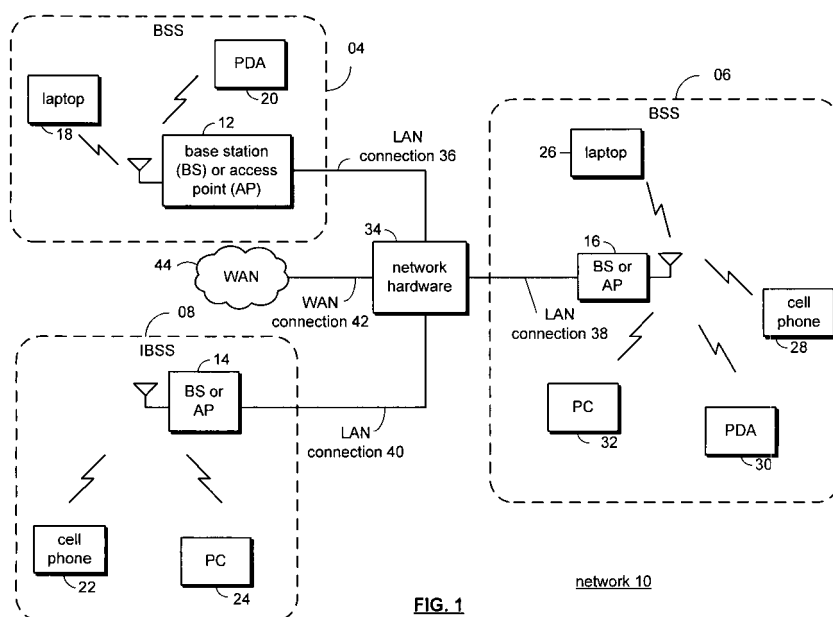 BSS
04
PDA
20
laptop
18
12
base station
(BS) or access
point (AP)
LAN
connection 36
06
BSS
26
laptop
34
network
hardware
16
BS or
AP
44
WAN
WAN
connection 42
LAN
connection 38
cell
phone
28
PC
32
PDA
30
08
IBSS
14
BS or
AP
LAN
connection 40
cell
phone
22
PC
24
network 10
FIG. 1